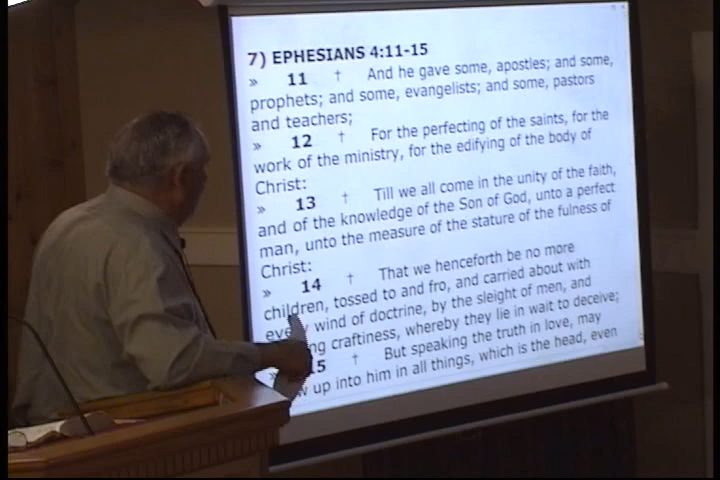 7) EPHESIANS 4:11-15
» 11 † And he gave some, apostles; and some,
prophets; and some, evangelists; and some, pastors
and teachers;
» 12 † For the perfecting of the saints, for the
work of the ministry, for the edifying of the body of
Christ:
» 13 † Till we all come in the unity of the faith,
and of the knowledge of the Son of God, unto a perfect
man, unto the measure of the stature of the fulness of
Christ:
» 14 † That we henceforth be no more
children, tossed to and fro, and carried about with
every wind of doctrine, by the sleight of men, and
craftiness, whereby they lie in wait to deceive;
» 15 † But speaking the truth in love, may
up into him in all things, which is the head, even